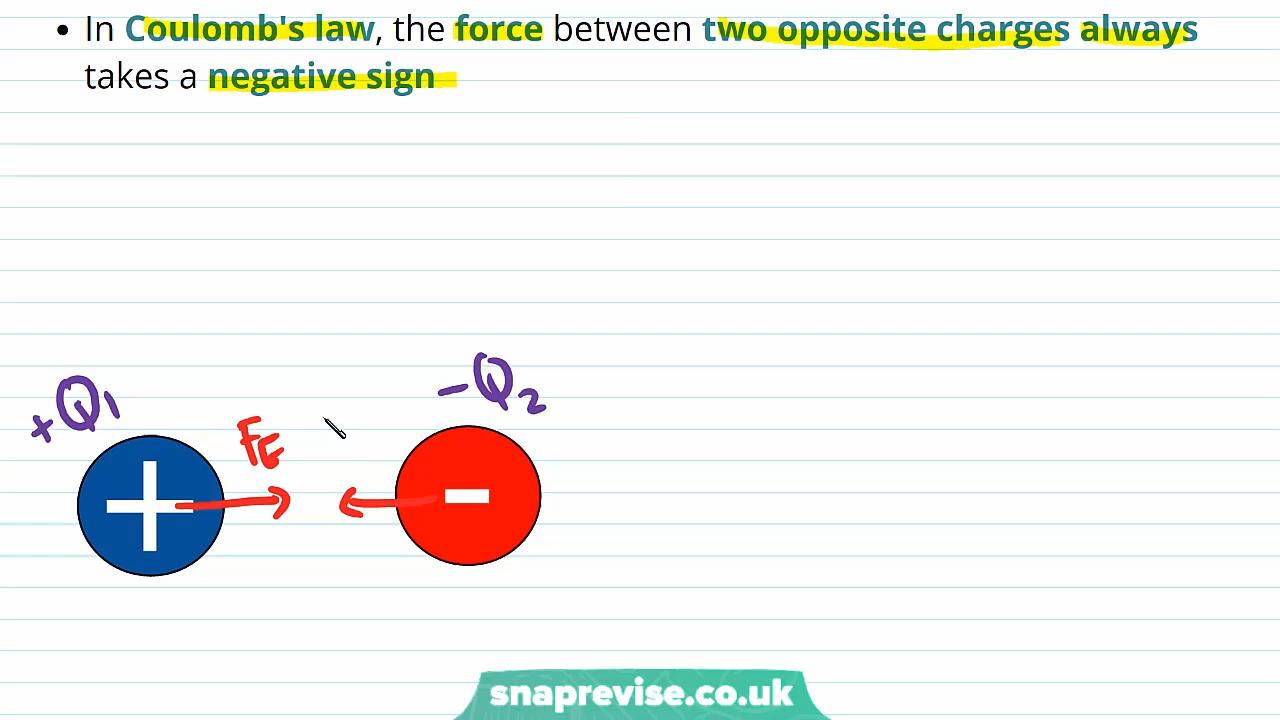 • In Coulomb's law, the force between two opposite charges always
takes a negative sign
+Q1
-Q2
FE
+
-
snaprevise.co.uk